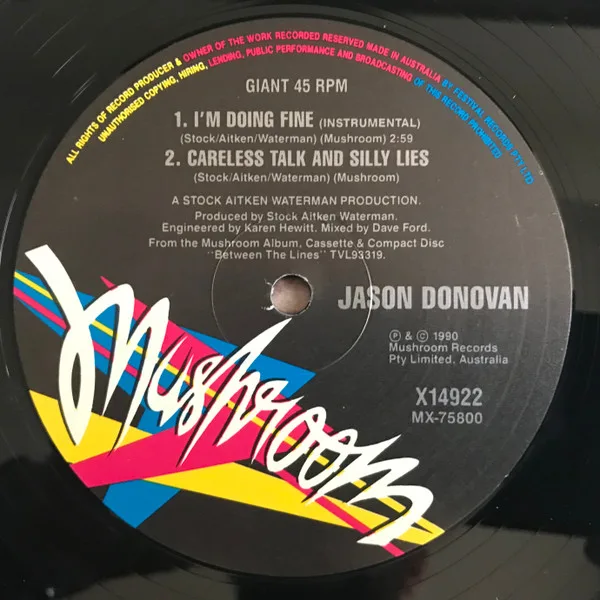 ALL RIGHTS OF RECORD PRODUCER & OWNER OF THE WORK RECORDED RESERVED MADE IN AUSTRALIA BY FESTIVAL RECORDS PTY LTD
UNAUTHORISED COPYING, HIRING, LENDING, PUBLIC PERFORMANCE AND BROADCASTING OF THIS RECORD PROHIBITED
GIANT 45 RPM
1. I'M DOING FINE (INSTRUMENTAL)
(Stock/Aitken/Waterman) (Mushroom) 2:59
2. CARELESS TALK AND SILLY LIES
(Stock/Aitken/Waterman) (Mushroom)
A STOCK AITKEN WATERMAN PRODUCTION.
Produced by Stock Aitken Waterman.
Engineered by Karen Hewitt. Mixed by Dave Ford.
From the Mushroom Album, Cassette & Compact Disc
"Between The Lines" TVL93319.
JASON DONOVAN
℗ & © 1990
Mushroom Records
Pty Limited, Australia
X14922
MX-75800
Mushroom